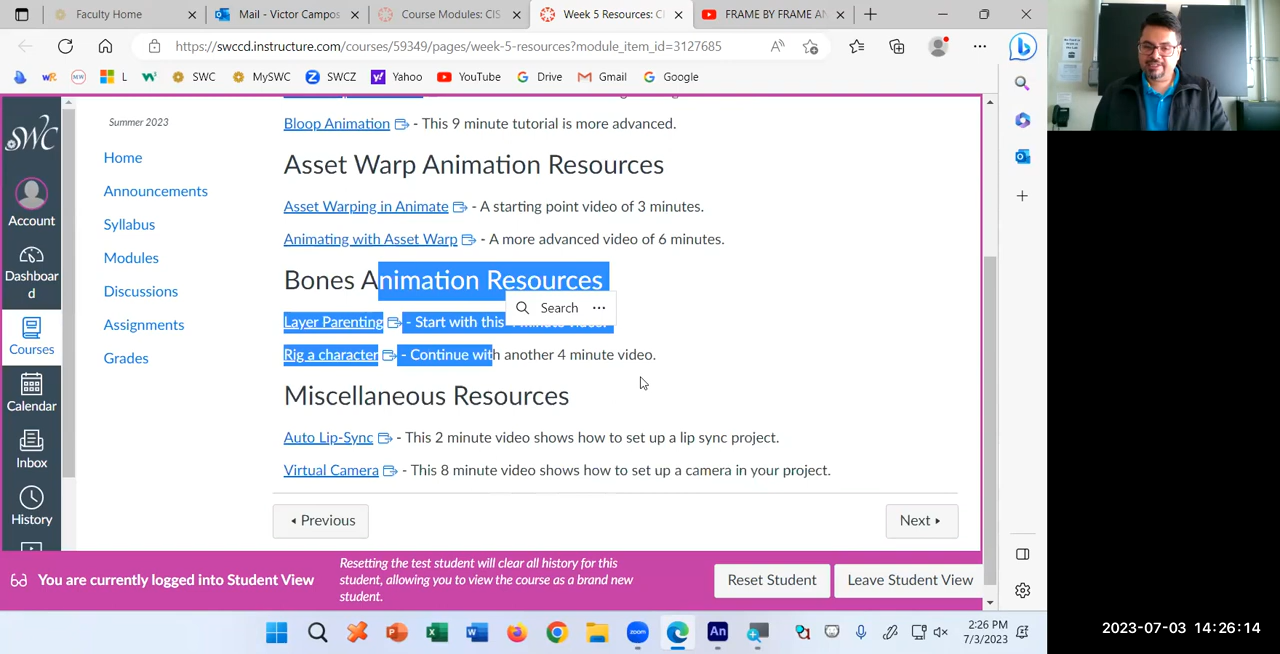 Faculty Home
Mail - Victor Campos
Course Modules: CIS
Week 5 Resources: CI
FRAME BY FRAME AN
https://swccd.instructure.com/courses/59349/pages/week-5-resources?module_item_id=3127685
L
SWC
MySWC
SWCZ
Yahoo
YouTube
Drive
Gmail
Google
SWC
Account
Dashboar
d
Courses
Calendar
Inbox
History
Summer 2023
Home
Announcements
Syllabus
Vodules
Discussions
Assignments
Grades
Bloop Animation - This 9 minute tutorial is more advanced.
Asset Warp Animation Resources
Asset Warping in Animate - A starting point video of 3 minutes.
Animating with Asset Warp - A more advanced video of 6 minutes.
Bones Animation Resources
Search
Layer Parenting - Start with this
Rig a character - Continue with another 4 minute video.
Miscellaneous Resources
Auto Lip-Sync - This 2 minute video shows how to set up a lip sync project.
Virtual Camera - This 8 minute video shows how to set up a camera in your project.
Previous
Next
You are currently logged into Student View
Resetting the test student will clear all history for this
student, allowing you to view the course as a brand new
student.
Reset Student
Leave Student View
2:26 PM
7/3/2023
2023-07-03 14:26:14